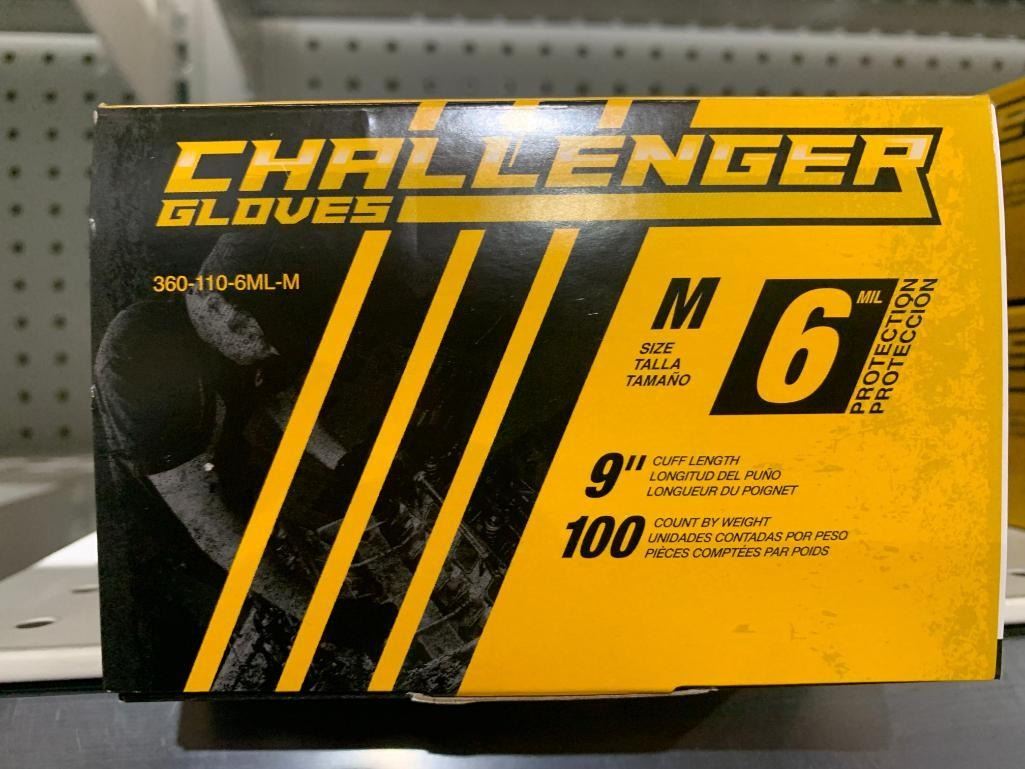 CHALLENGER
GLOVES
360-110-6ML-M
M
SIZE
TALLA
TAMAÑO
6 MIL
PROTECTION
PROTECCIÓN
9" CUFF LENGTH
LONGITUD DEL PUÑO
LONGUEUR DU POIGNET
100 COUNT BY WEIGHT
UNIDADES CONTADAS POR PESO
PIÈCES COMPTÉES PAR POIDS